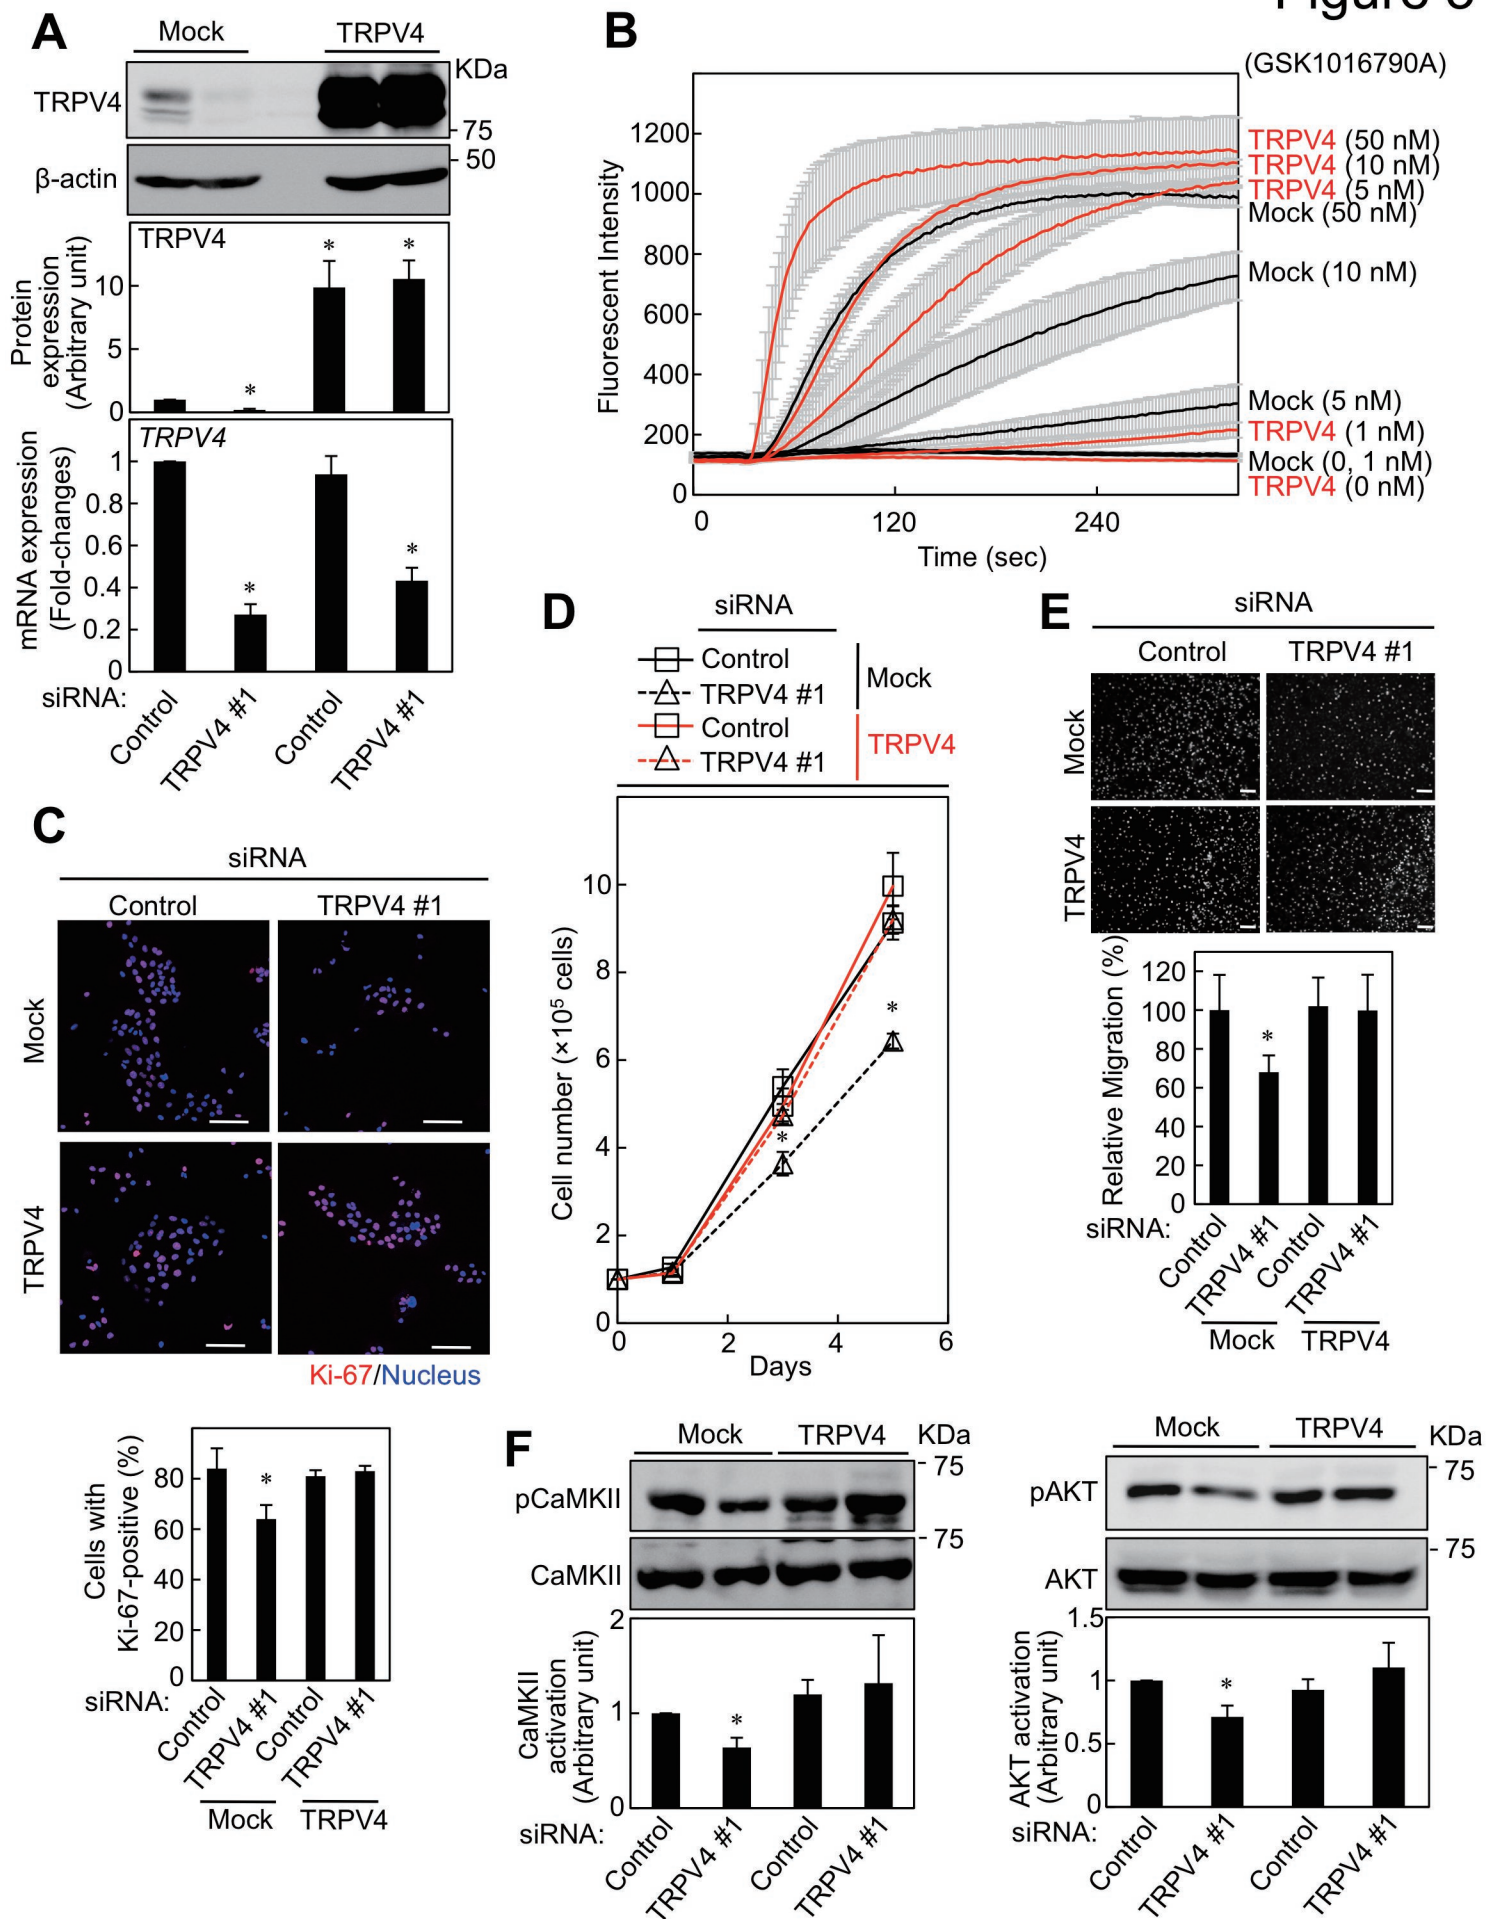 A
Mock
TRPV4
KDa
TRPV4
75
β-actin
50
TRPV4
Protein
expression
(Arbitrary unit)
10
5
0
*
*
*
TRPV4
mRNA expression
(Fold-changes)
1
0.8
0.6
0.4
0.2
0
*
*
siRNA:
Control
TRPV4 #1
Control
TRPV4 #1
B
(GSK1016790A)
Fluorescent Intensity
1200
1000
800
600
400
200
0
0
120
240
Time (sec)
TRPV4 (50 nM)
TRPV4 (10 nM)
TRPV4 (5 nM)
Mock (50 nM)
Mock (10 nM)
Mock (5 nM)
TRPV4 (1 nM)
Mock (0, 1 nM)
TRPV4 (0 nM)
C
siRNA
Control
TRPV4 #1
Mock
TRPV4
Ki-67/Nucleus
Cells with
Ki-67-positive (%)
80
60
40
20
0
*
siRNA:
Control
TRPV4 #1
Control
TRPV4 #1
Mock
TRPV4
D
siRNA
Control
TRPV4 #1
Mock
Control
TRPV4 #1
TRPV4
Cell number (×10⁵ cells)
10
8
6
4
2
0
*
*
0
2
4
6
Days
E
siRNA
Control
TRPV4 #1
Mock
TRPV4
Relative Migration (%)
120
100
80
60
40
20
0
*
siRNA:
Control
TRPV4 #1
Control
TRPV4 #1
Mock
TRPV4
F
Mock
TRPV4
KDa
pCaMKII
75
CaMKII
75
CaMKII
activation
(Arbitrary unit)
2
1
0
*
siRNA:
Control
TRPV4 #1
Control
TRPV4 #1
Mock
TRPV4
KDa
pAKT
75
AKT
75
AKT activation
(Arbitrary unit)
1.5
1
0.5
0
*
siRNA:
Control
TRPV4 #1
Control
TRPV4 #1